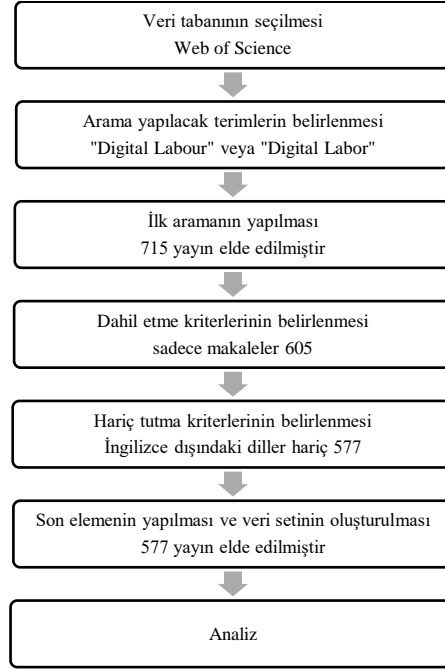 Veri tabanının seçilmesi
Web of Science
Arama yapılacak terimlerin belirlenmesi
"Digital Labour" veya "Digital Labor"
İlk aramanın yapılması
715 yayın elde edilmiştir
Dahil etme kriterlerinin belirlenmesi
sadece makaleler 605
Hariç tutma kriterlerinin belirlenmesi
İngilizce dışındaki diller hariç 577
Son elemenin yapılması ve veri setinin oluşturulması
577 yayın elde edilmiştir
Analiz